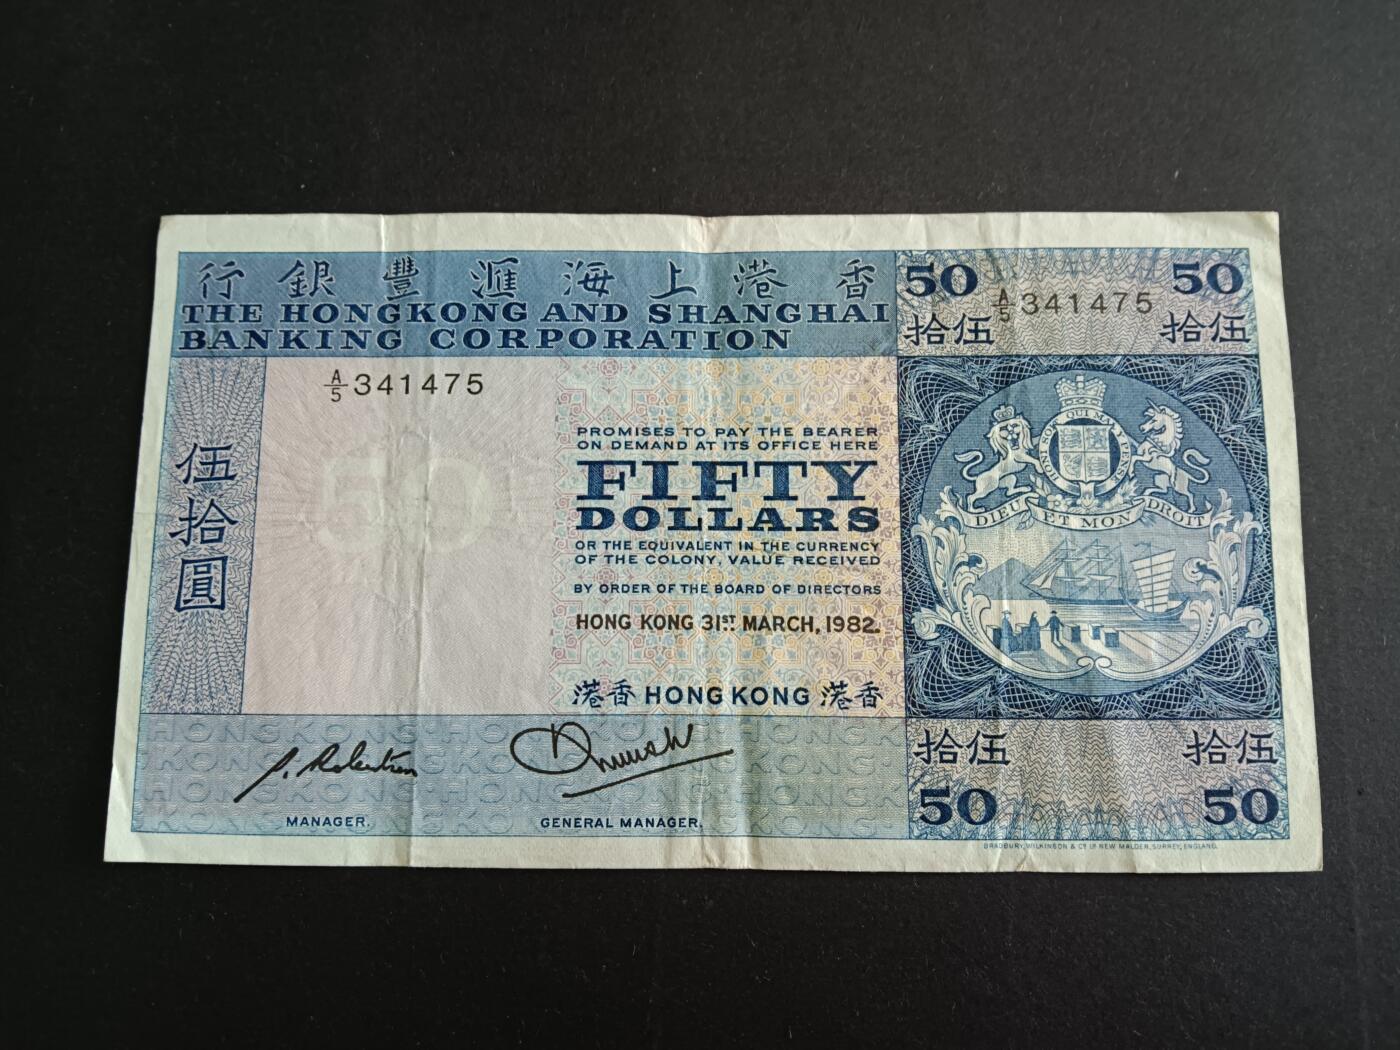 行銀豐滙海上港香
THE HONGKONG AND SHANGHAI
BANKING CORPORATION
50
50
A/5 341475
拾伍
拾伍
A/5 341475
50
伍拾圓
PROMISES TO PAY THE BEARER
ON DEMAND AT ITS OFFICE HERE
FIFTY
DOLLARS
OR THE EQUIVALENT IN THE CURRENCY
OF THE COLONY, VALUE RECEIVED
BY ORDER OF THE BOARD OF DIRECTORS
HONG KONG 31ST MARCH, 1982.
港香 HONG KONG 港香
DIEU ET MON DROIT
HONGKONG·HONGKONG
MANAGER.
GENERAL MANAGER.
拾伍
拾伍
50
50
BRADBURY, WILKINSON & Cº Lᴰ NEW MALDEN, SURREY, ENGLAND.